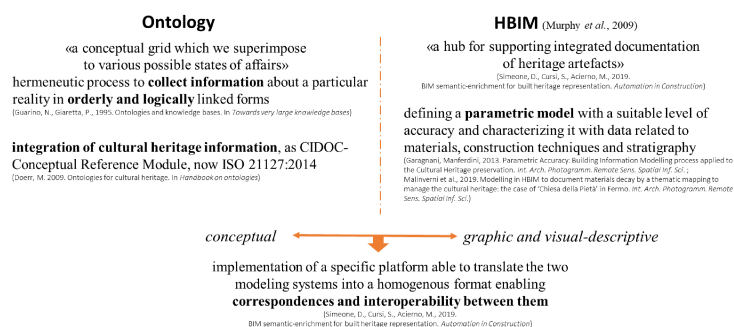 Ontology
«a conceptual grid which we superimpose
to various possible states of affairs»
hermeneutic process to collect information about a particular
reality in orderly and logically linked forms
(Guarino, N., Giaretta, P., 1995. Ontologies and knowledge bases. In Towards very large knowledge bases)
integration of cultural heritage information, as CIDOC-
Conceptual Reference Module, now ISO 21127:2014
(Doerr, M. 2009. Ontologies for cultural heritage. In Handbook on ontologies)
HBIM (Murphy et al., 2009)
«a hub for supporting integrated documentation
of heritage artefacts»
(Simeone, D., Cursi, S., Acierno, M., 2019.
BIM semantic-enrichment for built heritage representation. Automation in Construction)
defining a parametric model with a suitable level of
accuracy and characterizing it with data related to
materials, construction techniques and stratigraphy
(Garagnani, Manferdini, 2013. Parametric Accuracy: Building Information Modelling process applied to
the Cultural Heritage preservation. Int. Arch. Photogramm. Remote Sens. Spatial Inf. Sci.;
Malinverni et al., 2019. Modelling in HBIM to document materials decay by a thematic mapping to
manage the cultural heritage: the case of 'Chiesa della Pietà' in Fermo. Int. Arch. Photogramm. Remote
Sens. Spatial Inf. Sci.)
conceptual
graphic and visual-descriptive
implementation of a specific platform able to translate the two
modeling systems into a homogenous format enabling
correspondences and interoperability between them
(Simeone, D., Cursi, S., Acierno, M., 2019.
BIM semantic-enrichment for built heritage representation. Automation in Construction)